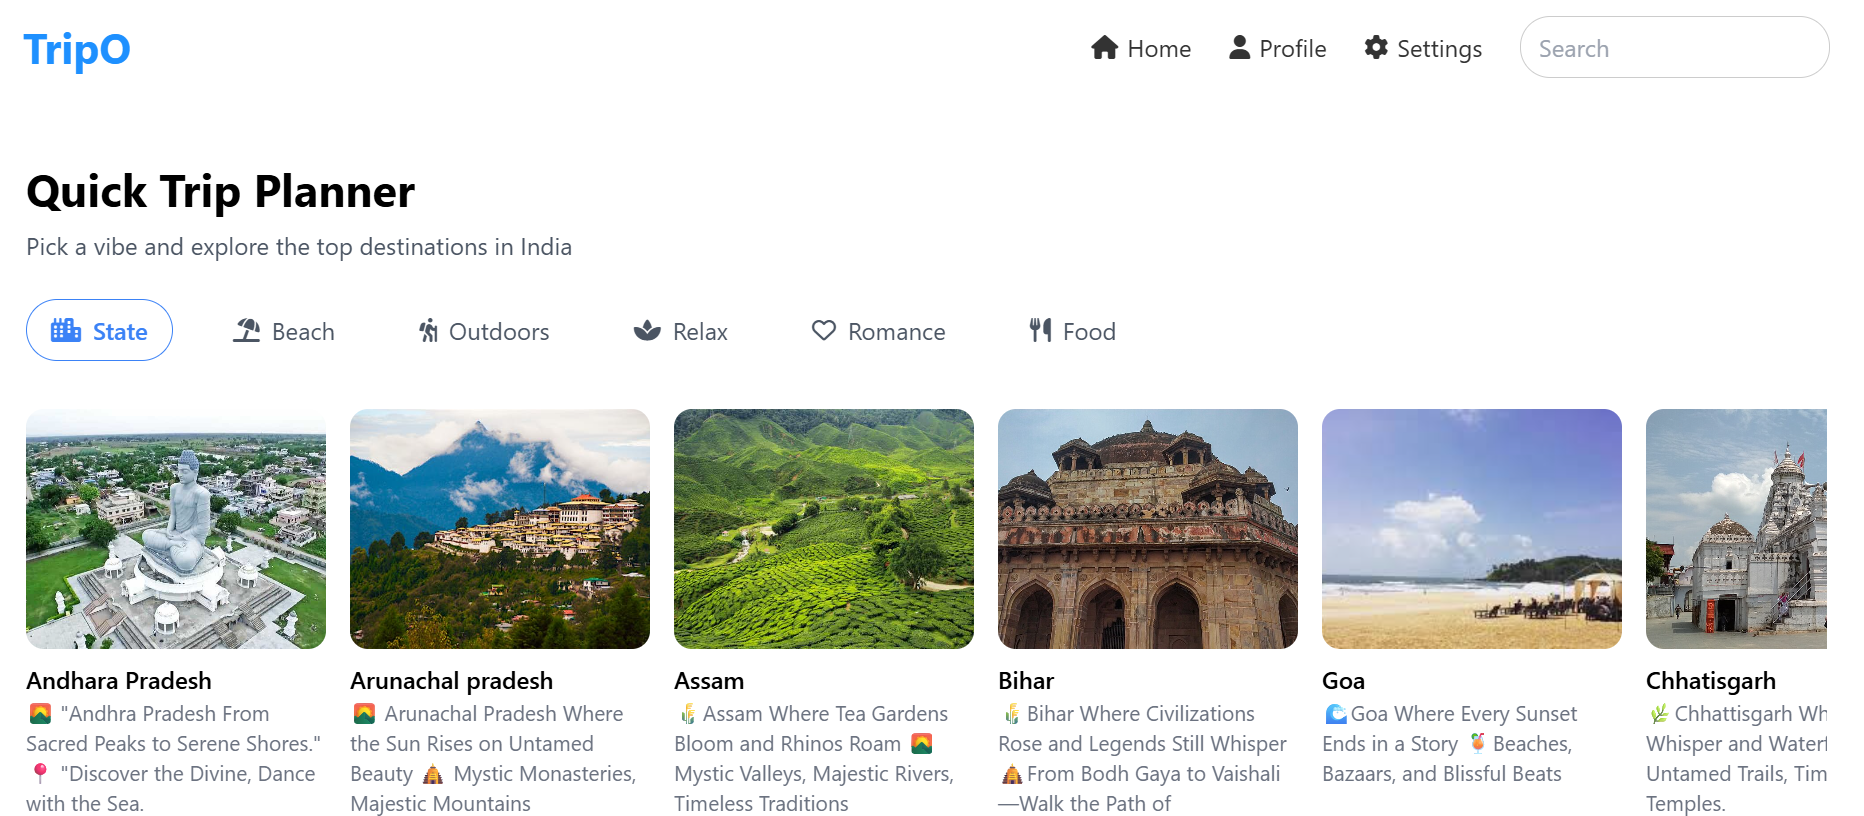 TripO
Home Profile Settings Search
Quick Trip Planner
Pick a vibe and explore the top destinations in India
State Beach Outdoors Relax Romance Food
Andhara Pradesh
🌄 "Andhra Pradesh From
Sacred Peaks to Serene Shores."
📍 "Discover the Divine, Dance
with the Sea.
Arunachal pradesh
🌄 Arunachal Pradesh Where
the Sun Rises on Untamed
Beauty 🛕 Mystic Monasteries,
Majestic Mountains
Assam
🌾Assam Where Tea Gardens
Bloom and Rhinos Roam 🌄
Mystic Valleys, Majestic Rivers,
Timeless Traditions
Bihar
🌾Bihar Where Civilizations
Rose and Legends Still Whisper
🛕From Bodh Gaya to Vaishali
—Walk the Path of
Goa
🌊Goa Where Every Sunset
Ends in a Story 🍹Beaches,
Bazaars, and Blissful Beats
Chhatisgarh
🌿Chhattisgarh Wh
Whisper and Water
Untamed Trails, Tim
Temples.